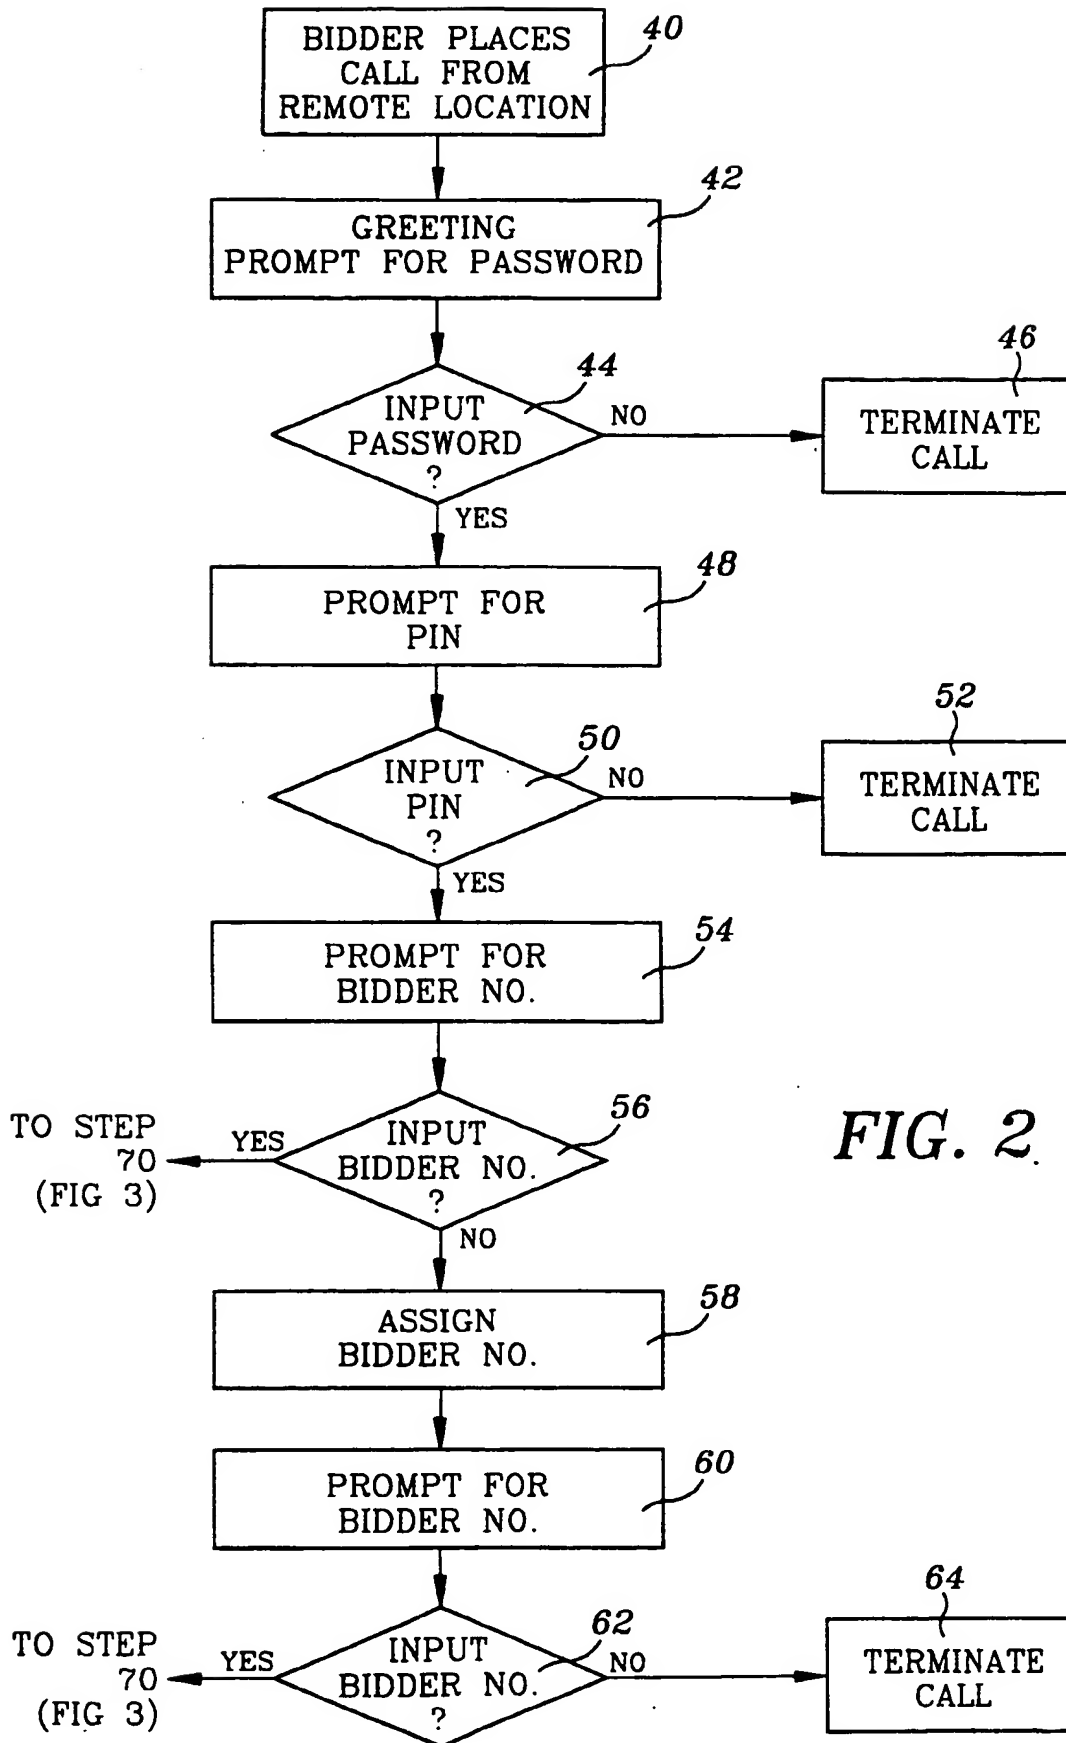 40
BIDDER PLACES
CALL FROM
REMOTE LOCATION
42
GREETING
PROMPT FOR PASSWORD
44
INPUT
PASSWORD
?
NO
46
TERMINATE
CALL
YES
48
PROMPT FOR
PIN
50
INPUT
PIN
?
NO
52
TERMINATE
CALL
YES
54
PROMPT FOR
BIDDER NO.
56
INPUT
BIDDER NO.
?
YES
TO STEP
70
(FIG 3)
FIG. 2
NO
58
ASSIGN
BIDDER NO.
60
PROMPT FOR
BIDDER NO.
62
INPUT
BIDDER NO.
?
YES
TO STEP
70
(FIG 3)
NO
64
TERMINATE
CALL